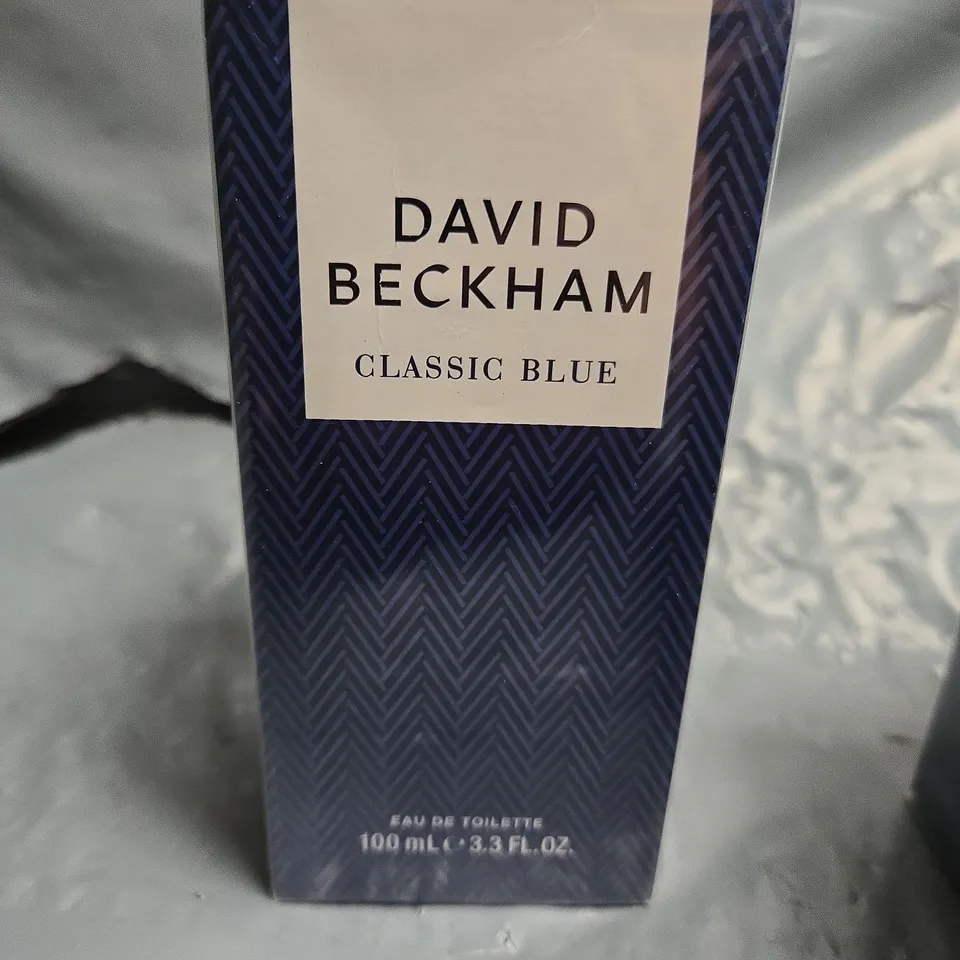 DAVID
BECKHAM
CLASSIC BLUE
EAU DE TOILETTE
100 mL ℮ • 3.3 FL.OZ.